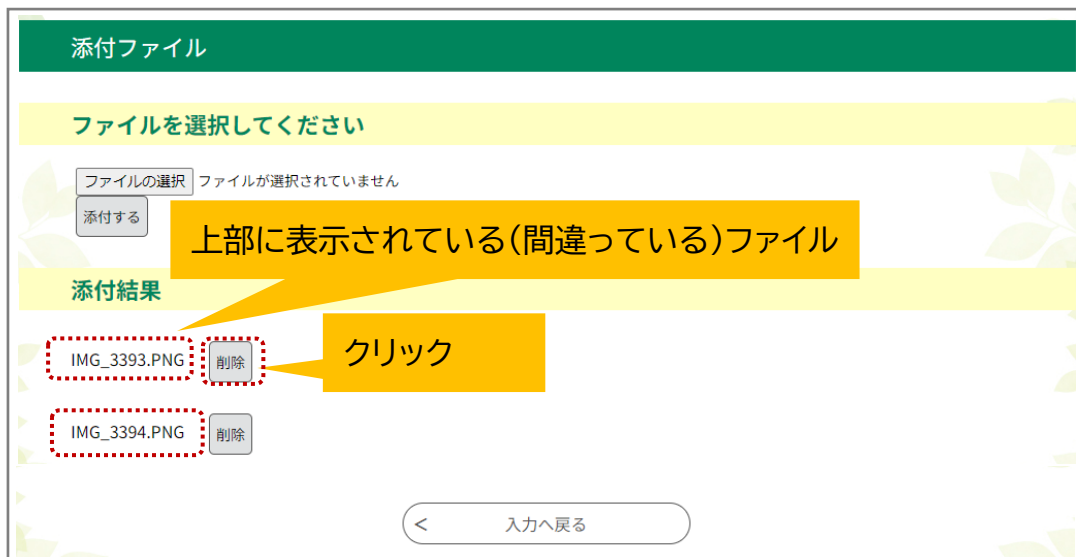 添付ファイル
ファイルを選択してください
ファイルの選択 ファイルが選択されていません
添付する
上部に表示されている(間違っている)ファイル
添付結果
クリック
IMG_3393.PNG 削除
IMG_3394.PNG 削除
< 入力へ戻る